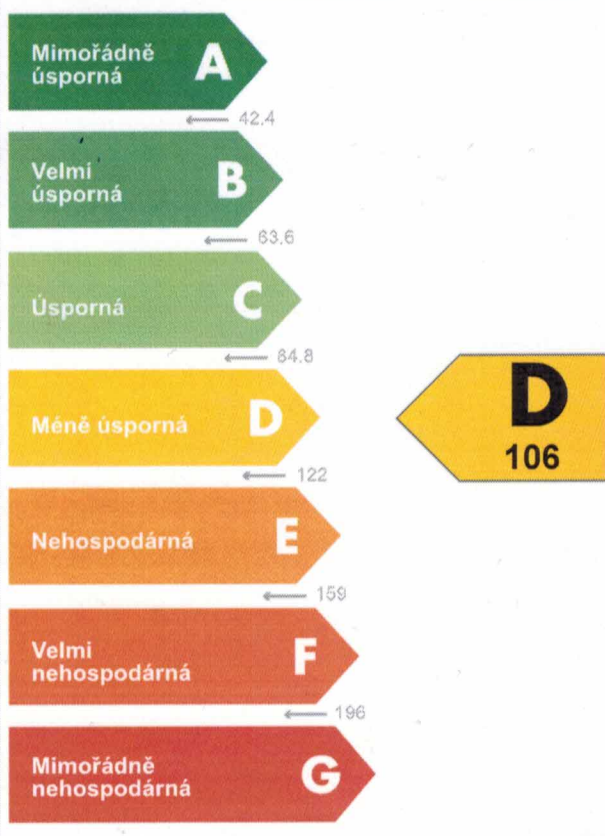 Mimořádně
úsporná
A
42.4
Velmi
úsporná
B
63.6
Úsporná
C
84.8
Méně úsporná
D
122
D
106
Nehospodárná
E
159
Velmi
nehospodárná
F
196
Mimořádně
nehospodárná
G